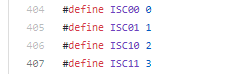 404 #define ISC00 0
405 #define ISC01 1
406 #define ISC10 2
407 #define ISC11 3